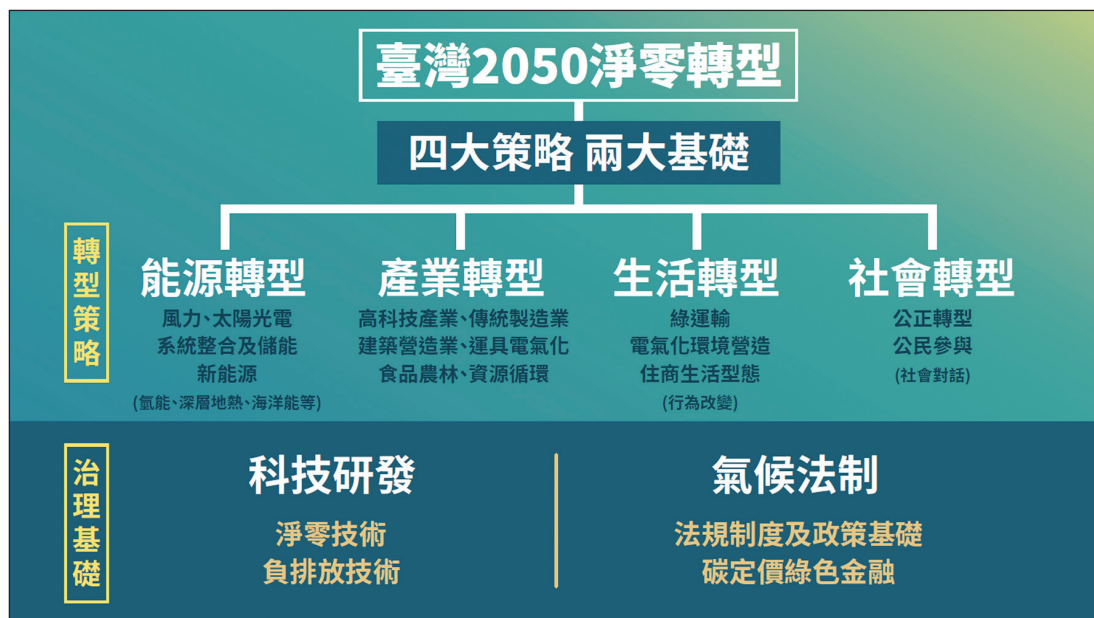 臺灣2050淨零轉型
四大策略 兩大基礎
轉型策略
能源轉型
風力、太陽光電
系統整合及儲能
新能源
(氫能、深層地熱、海洋能等)
產業轉型
高科技產業、傳統製造業
建築營造業、運具電氣化
食品農林、資源循環
生活轉型
綠運輸
電氣化環境營造
住商生活型態
(行為改變)
社會轉型
公正轉型
公民參與
(社會對話)
治理基礎
科技研發
淨零技術
負排放技術
氣候法制
法規制度及政策基礎
碳定價綠色金融